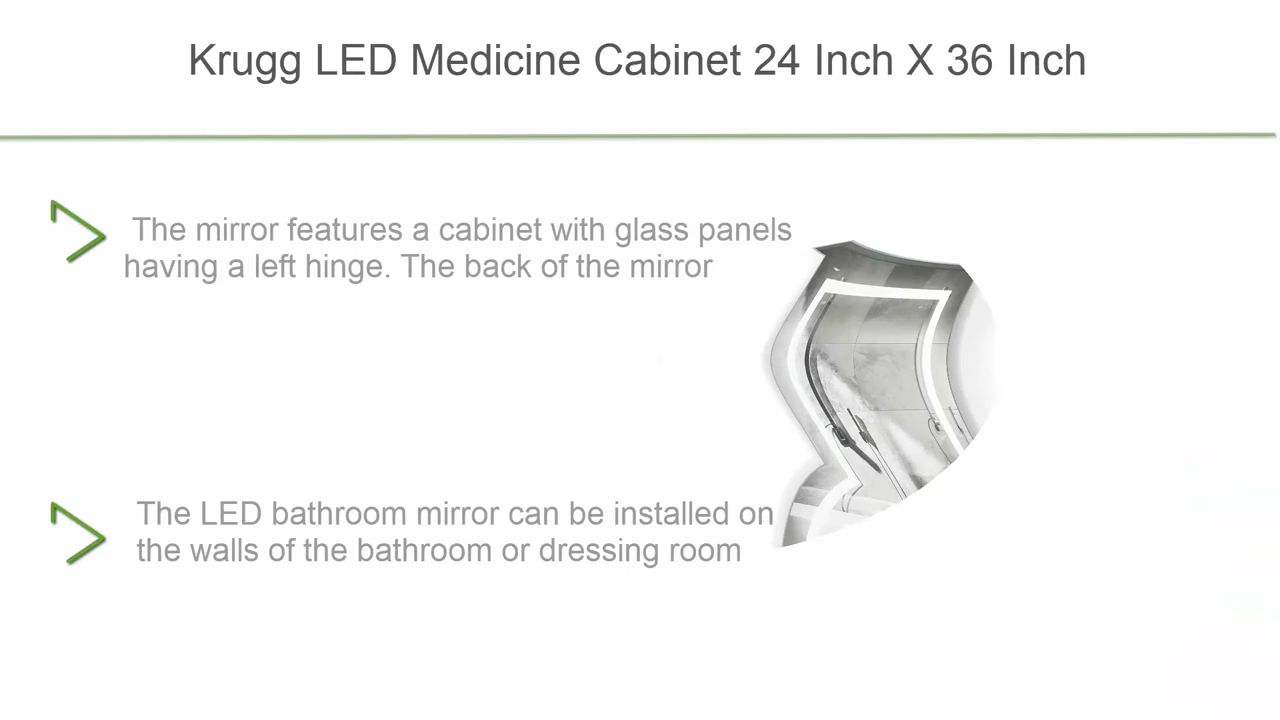 Krugg LED Medicine Cabinet 24 Inch X 36 Inch
The mirror features a cabinet with glass panels
having a left hinge. The back of the mirror
The LED bathroom mirror can be installed on
the walls of the bathroom or dressing room